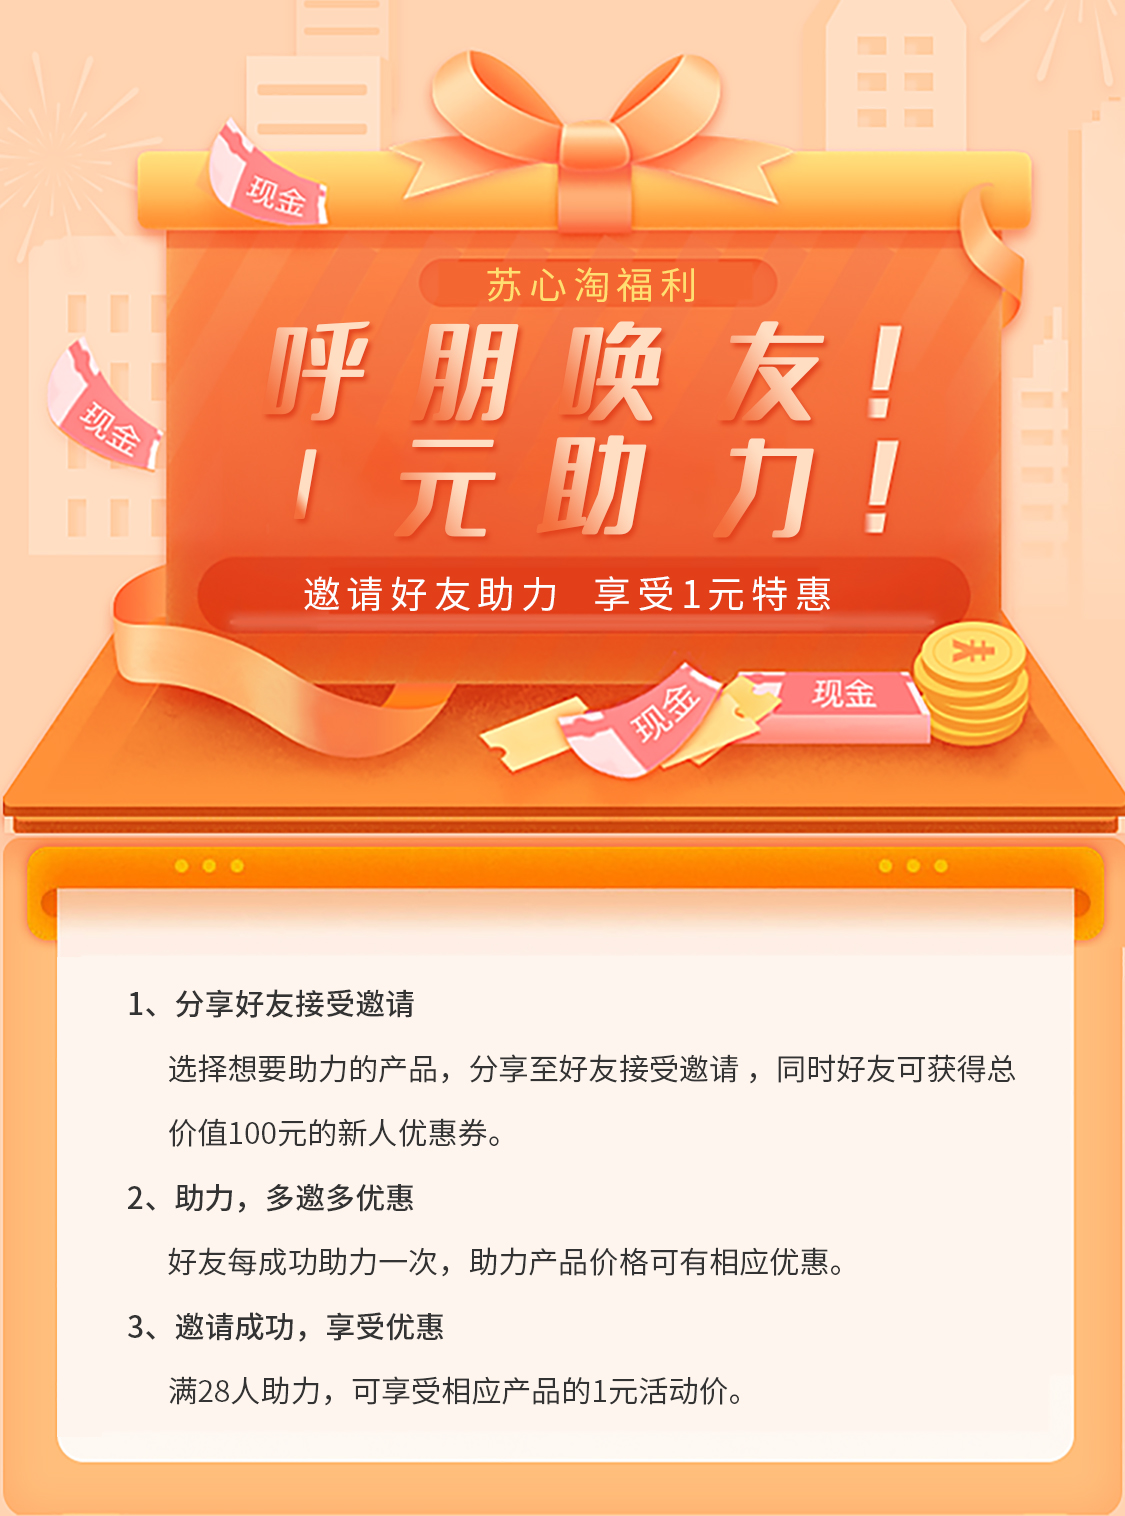 现金
苏心淘福利
呼朋唤友!
现金
1元助力!
邀请好友助力 享受1元特惠
现金
现金
1、分享好友接受邀请
选择想要助力的产品，分享至好友接受邀请，同时好友可获得总
价值100元的新人优惠券。
2、助力，多邀多优惠
好友每成功助力一次，助力产品价格可有相应优惠。
3、邀请成功，享受优惠
满28人助力，可享受相应产品的1元活动价。